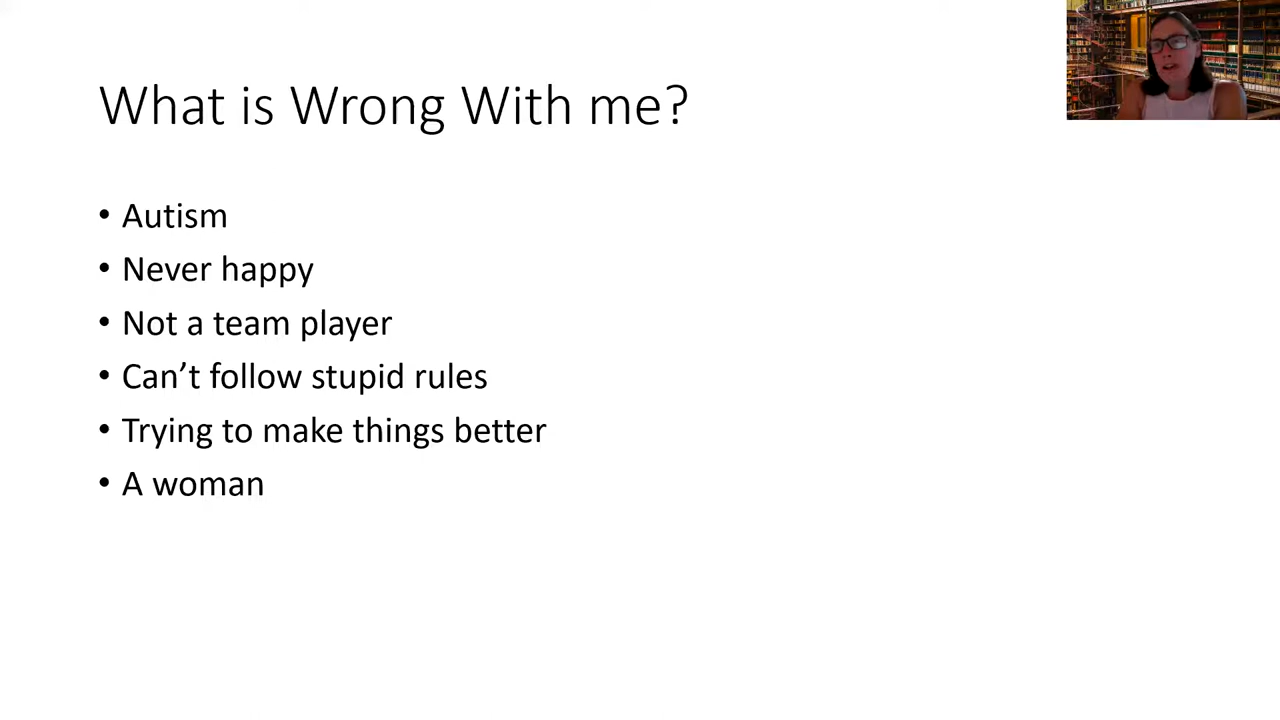 What is Wrong With me?
• Autism
• Never happy
• Not a team player
• Can’t follow stupid rules
• Trying to make things better
• A woman